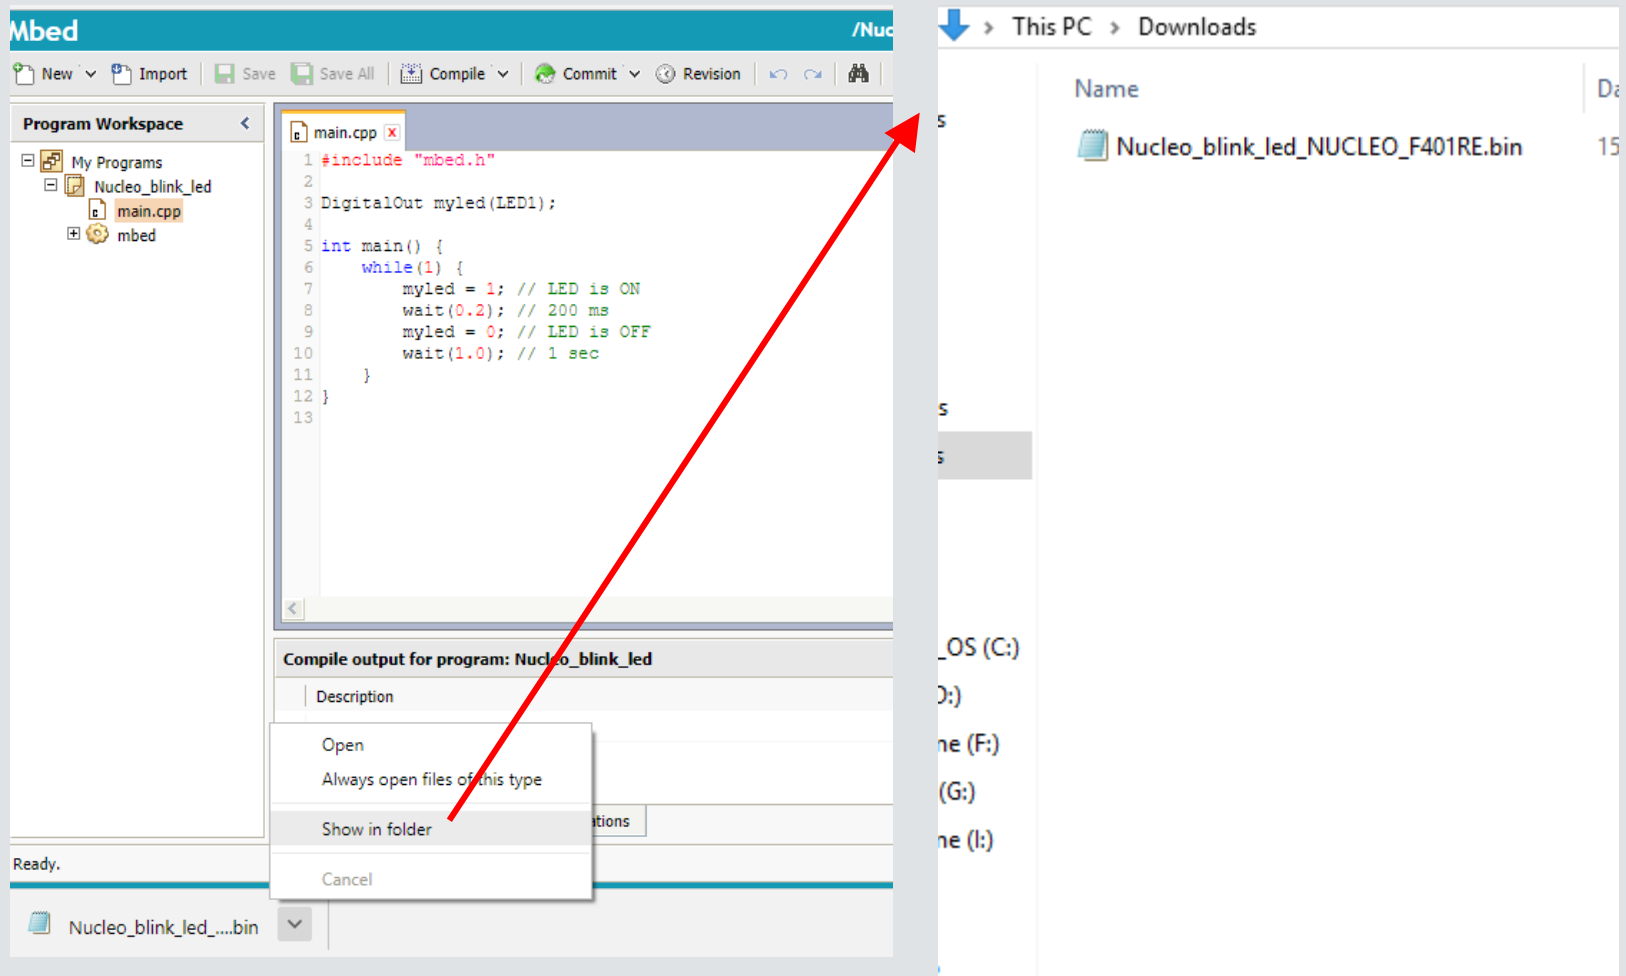 Mbed
/Nuc
New
Import
Save
Save All
Compile
Commit
Revision
Program Workspace
My Programs
Nucleo_blink_led
main.cpp
mbed
main.cpp
1 #include "mbed.h"
2
3 DigitalOut myled(LED1);
4
5 int main() {
6 while(1) {
7 myled = 1; // LED is ON
8 wait(0.2); // 200 ms
9 myled = 0; // LED is OFF
10 wait(1.0); // 1 sec
11 }
12 }
13
Compile output for program: Nucleo_blink_led
Description
Open
Always open files of this type
Show in folder
Cancel
ations
Ready.
Nucleo_blink_led_....bin
This PC > Downloads
Name
Da
Nucleo_blink_led_NUCLEO_F401RE.bin
15
s
s
s
_OS (C:)
D:)
ne (F:)
(G:)
ne (I:)